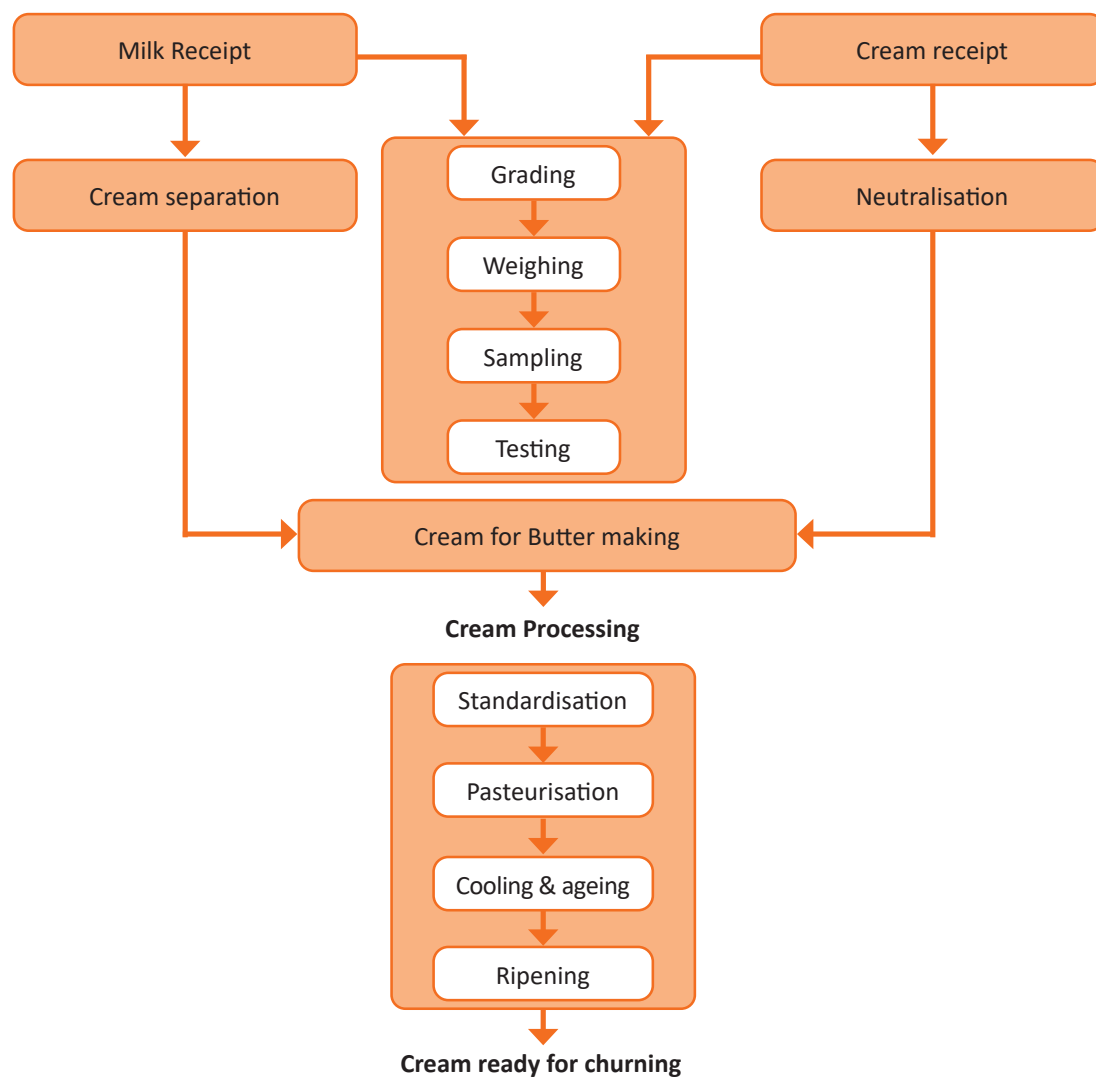 Milk Receipt
Cream receipt
Grading
Cream separation
Neutralisation
Weighing
Sampling
Testing
Cream for Butter making
Cream Processing
Standardisation
Pasteurisation
Cooling & ageing
Ripening
Cream ready for churning